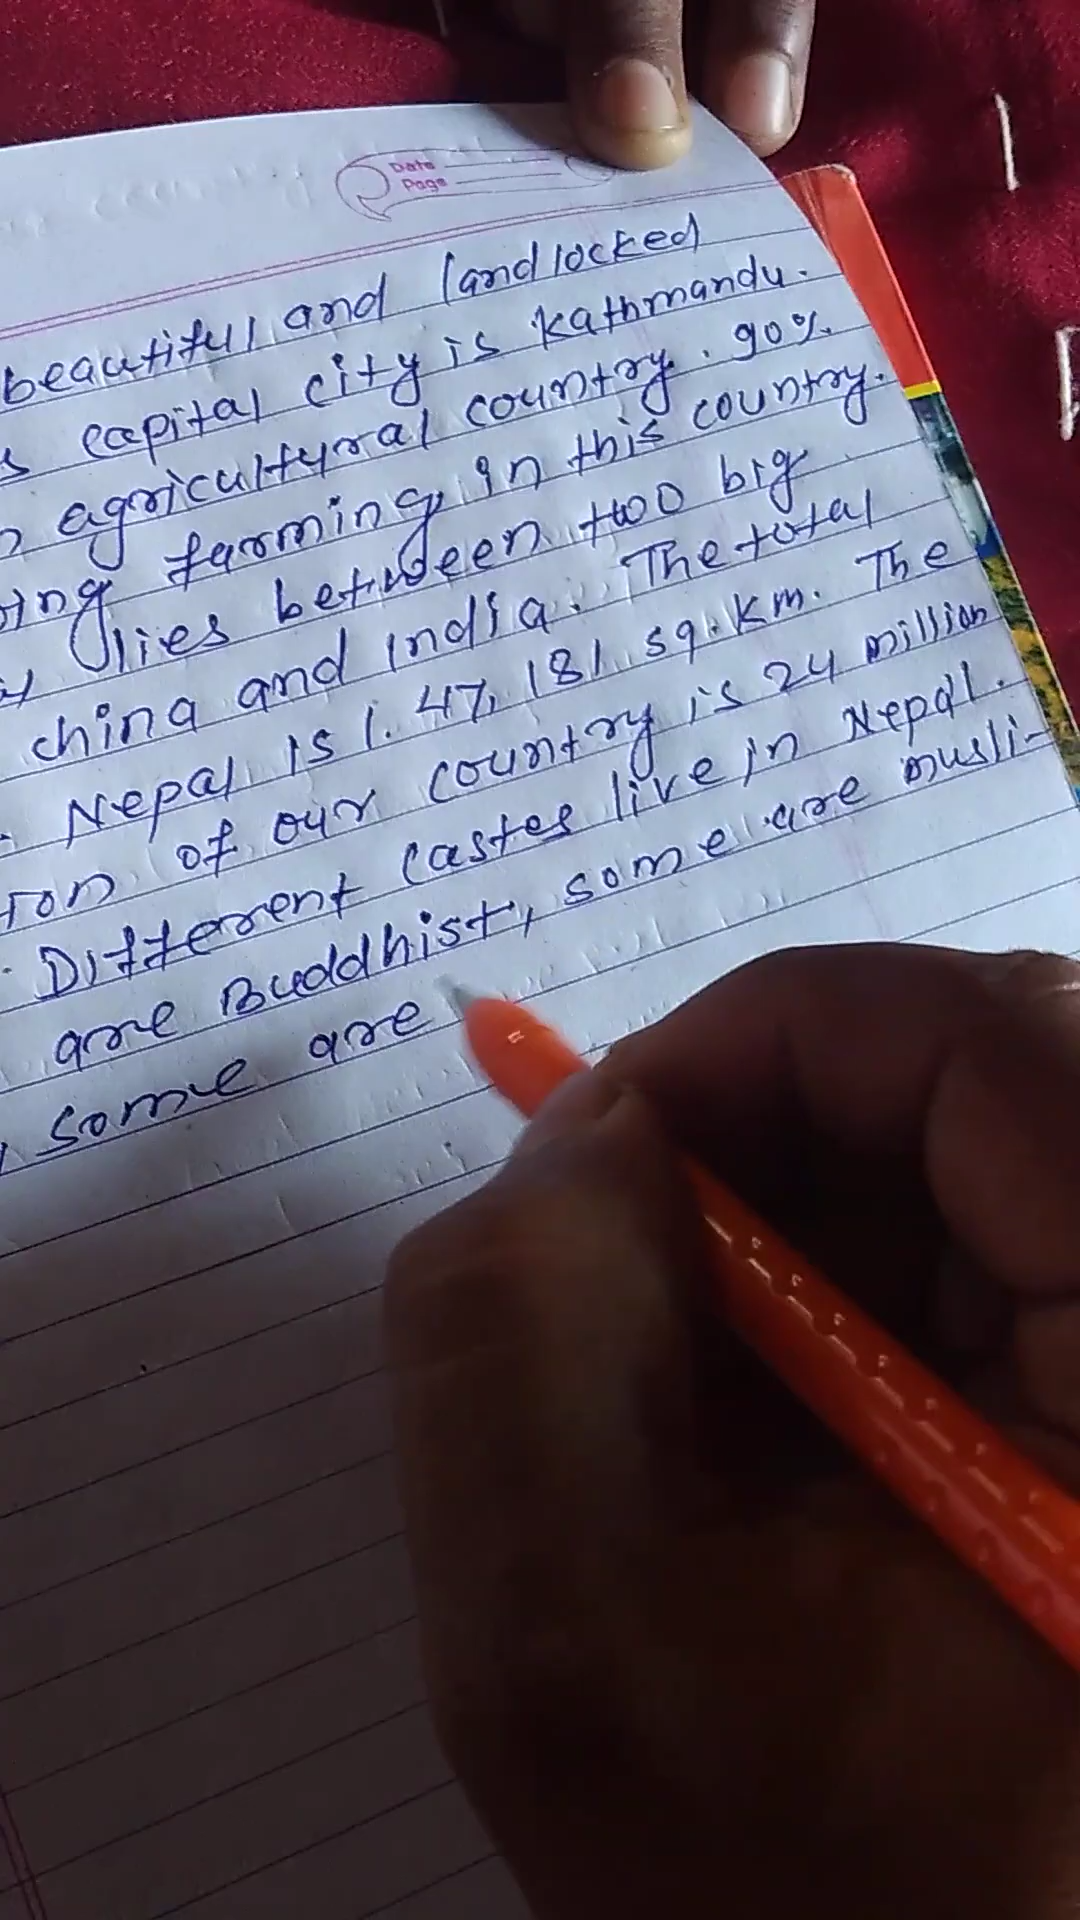 Date
Page
beautiful and landlocked
capital city is Kathmandu.
agricultural country. 90%
farming in this country.
lies between two big
china and India. The total
Nepal is 1. 47, 181 sq. km. The
of our country is 24 million
Different castes live in Nepal.
are Buddhist, some are musli-
some are